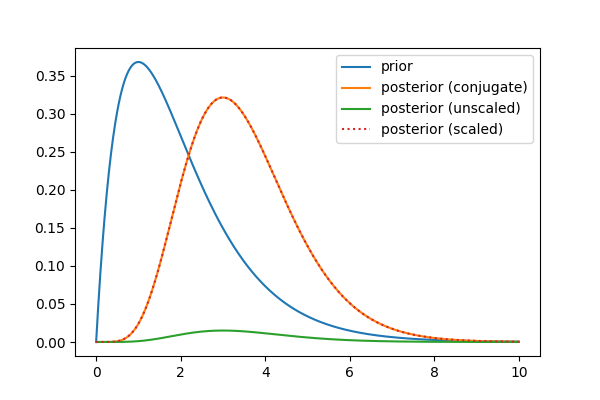 prior
posterior (conjugate)
posterior (unscaled)
posterior (scaled)
0.35
0.30
0.25
0.20
0.15
0.10
0.05
0.00
0 2 4 6 8 10